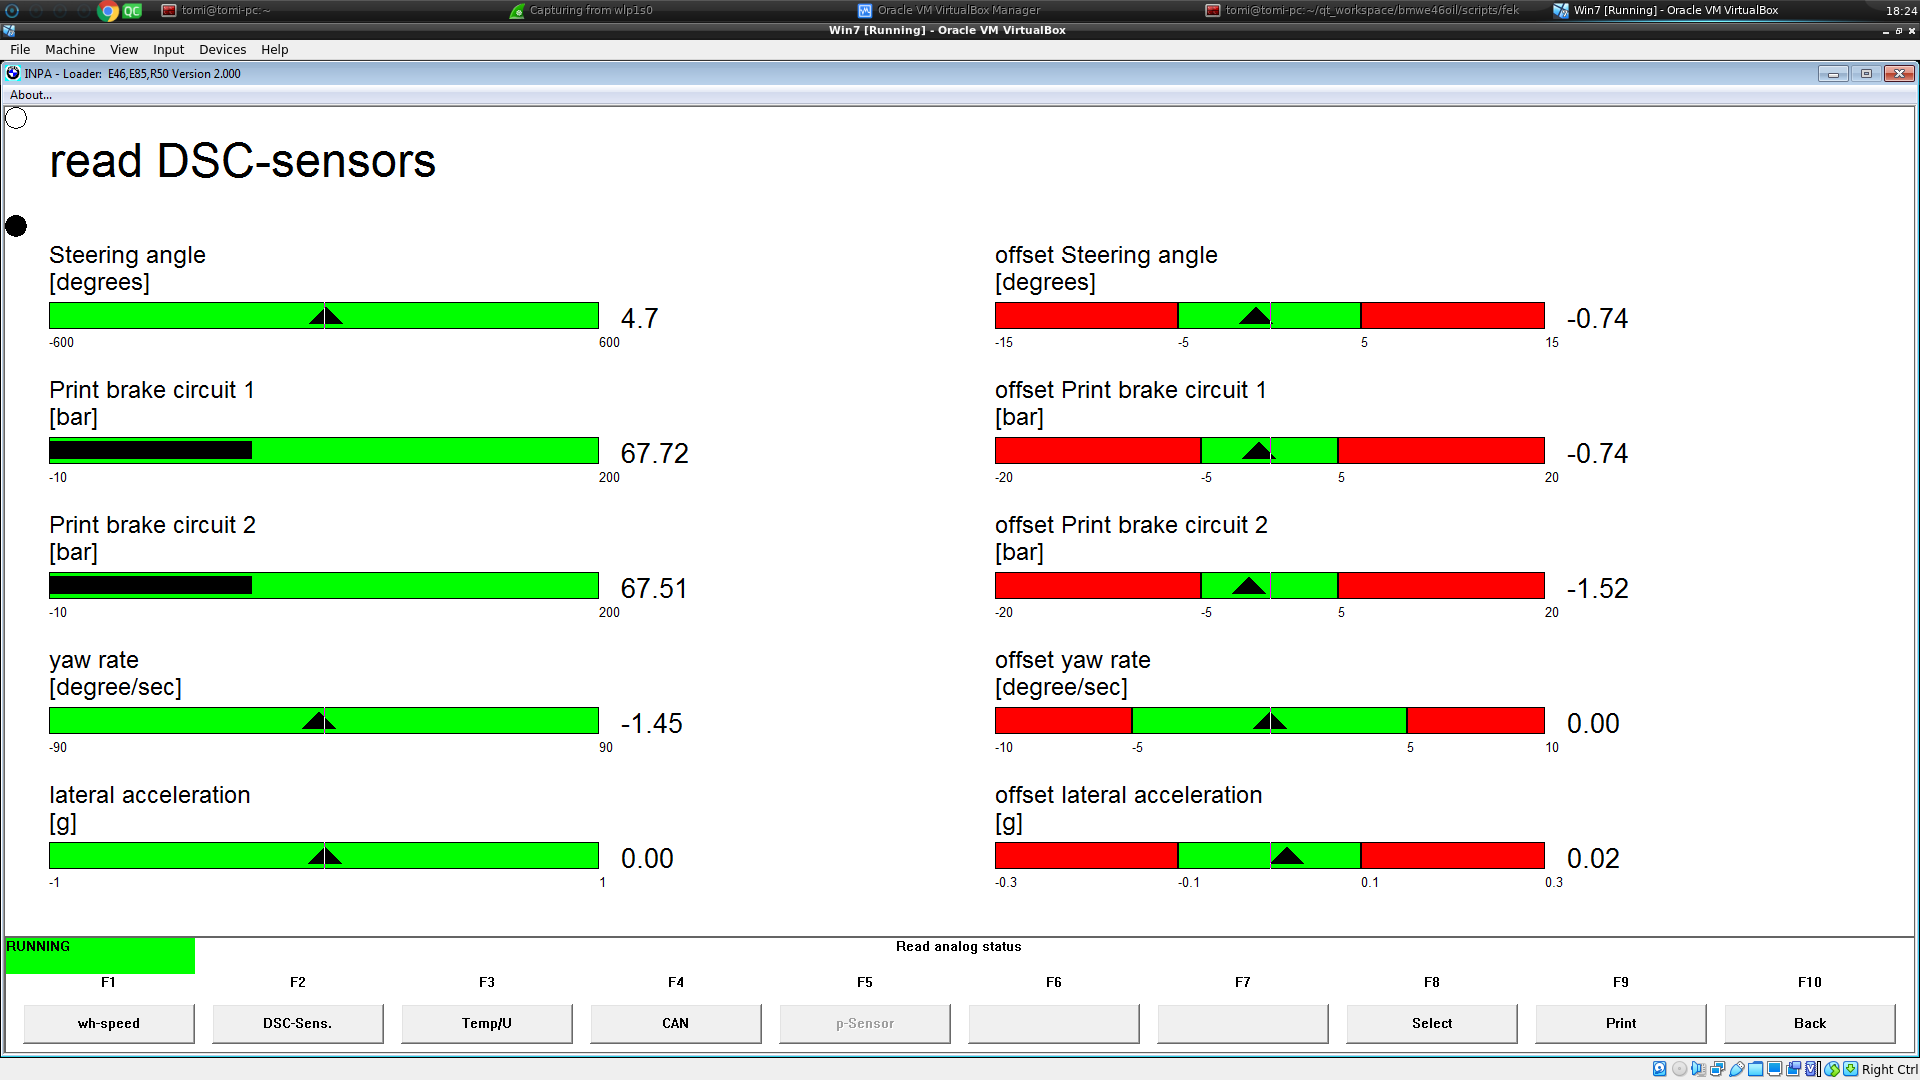 tomi@tomi-pc: ~
Capturing from wlp1s0
Oracle VM VirtualBox Manager
tomi@tomi-pc: ~/qt_workspace/bmwe46oil/scripts/fek
Win7 [Running] - Oracle VM VirtualBox
18:24
QC
Win7 [Running] - Oracle VM VirtualBox
File Machine View Input Devices Help
INPA - Loader: E46,E85,R50 Version 2.000
About...
read DSC-sensors
Steering angle
[degrees]
4.7
-600 600
offset Steering angle
[degrees]
-0.74
-15 -5 5 15
Print brake circuit 1
[bar]
67.72
-10 200
offset Print brake circuit 1
[bar]
-0.74
-20 -5 5 20
Print brake circuit 2
[bar]
67.51
-10 200
offset Print brake circuit 2
[bar]
-1.52
-20 -5 5 20
yaw rate
[degree/sec]
-1.45
-90 90
offset yaw rate
[degree/sec]
0.00
-10 -5 5 10
lateral acceleration
[g]
0.00
-1 1
offset lateral acceleration
[g]
0.02
-0.3 -0.1 0.1 0.3
RUNNING
Read analog status
F1 F2 F3 F4 F5 F6 F7 F8 F9 F10
wh-speed DSC-Sens. Temp/U CAN p-Sensor Select Print Back
Right Ctrl